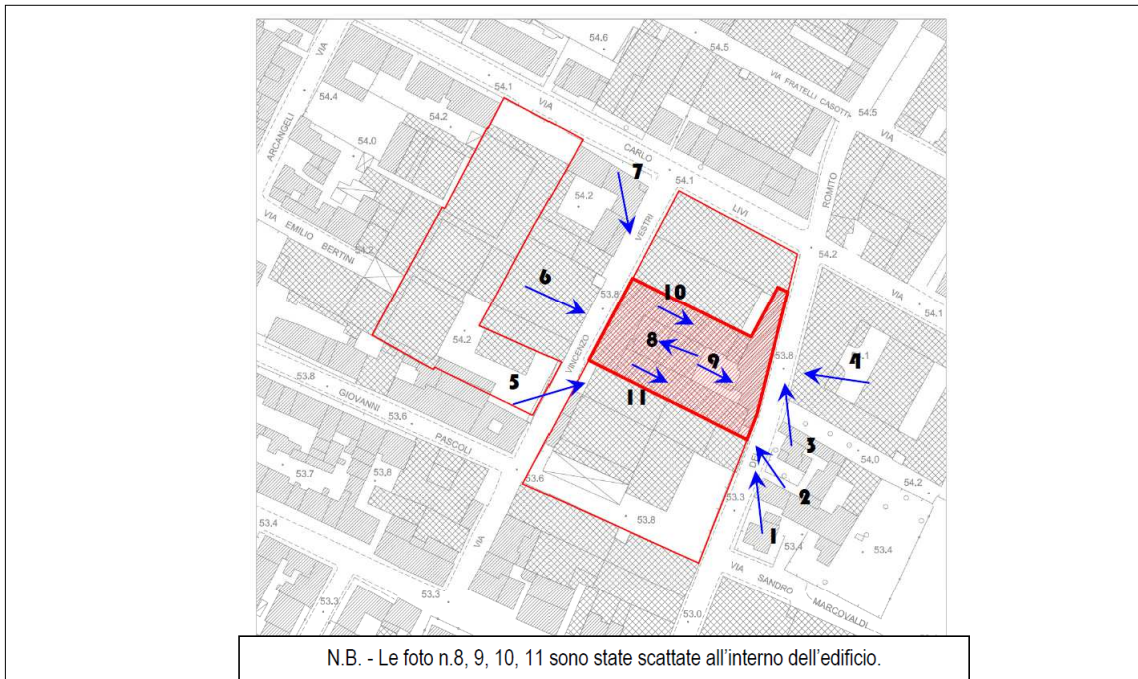 54.6
54.5
VIA FRATELLI CASOTTI
54.5
VIA
VIA
ARCANGELI
54.4
54.1
VIA
54.2
54.0
CARLO
7
54.1
LIVI
ROMITO
54.2
VESTRI
54.2
VIA EMILIO BERTINI
54.2
54.2
VIA
54.1
6
53.8
10
8
9
53.8
4
54.2
VINCENZO
5
11
53.8
GIOVANNI
53.6
PASCOLI
3
DEL
54.0
54.2
53.7
53.8
53.6
2
53.3
53.8
1
53.4
53.4
53.4
VIA
53.3
53.3
VIA SANDRO MARCOVALDI
53.0
N.B. - Le foto n.8, 9, 10, 11 sono state scattate all'interno dell'edificio.